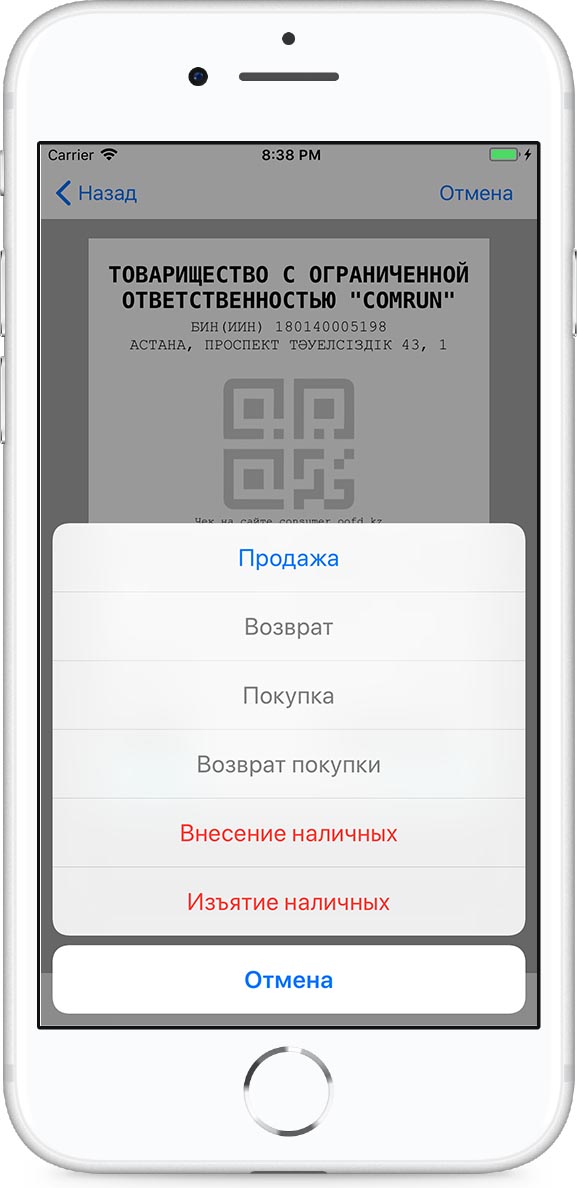 Carrier 8:38 PM
Назад Отмена
ТОВАРИЩЕСТВО С ОГРАНИЧЕННОЙ
ОТВЕТСТВЕННОСТЬЮ "COMRUN"
БИН(ИИН) 180140005198
АСТАНА, ПРОСПЕКТ ТӘУЕЛСІЗДІК 43, 1
Чек на сайте consumer.oofd.kz
Продажа
Возврат
Покупка
Возврат покупки
Внесение наличных
Изъятие наличных
Отмена